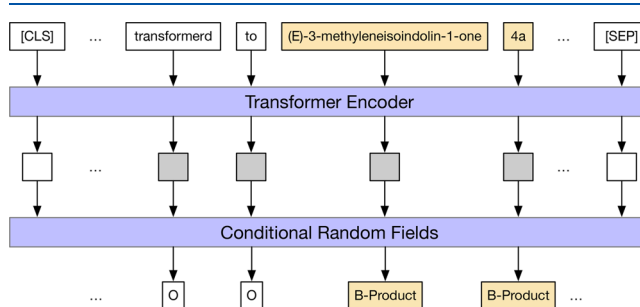 [CLS] ... transformerd to (E)-3-methyleneisoindolin-1-one 4a ... [SEP]
Transformer Encoder
... ...
Conditional Random Fields
... O O B-Product B-Product ...